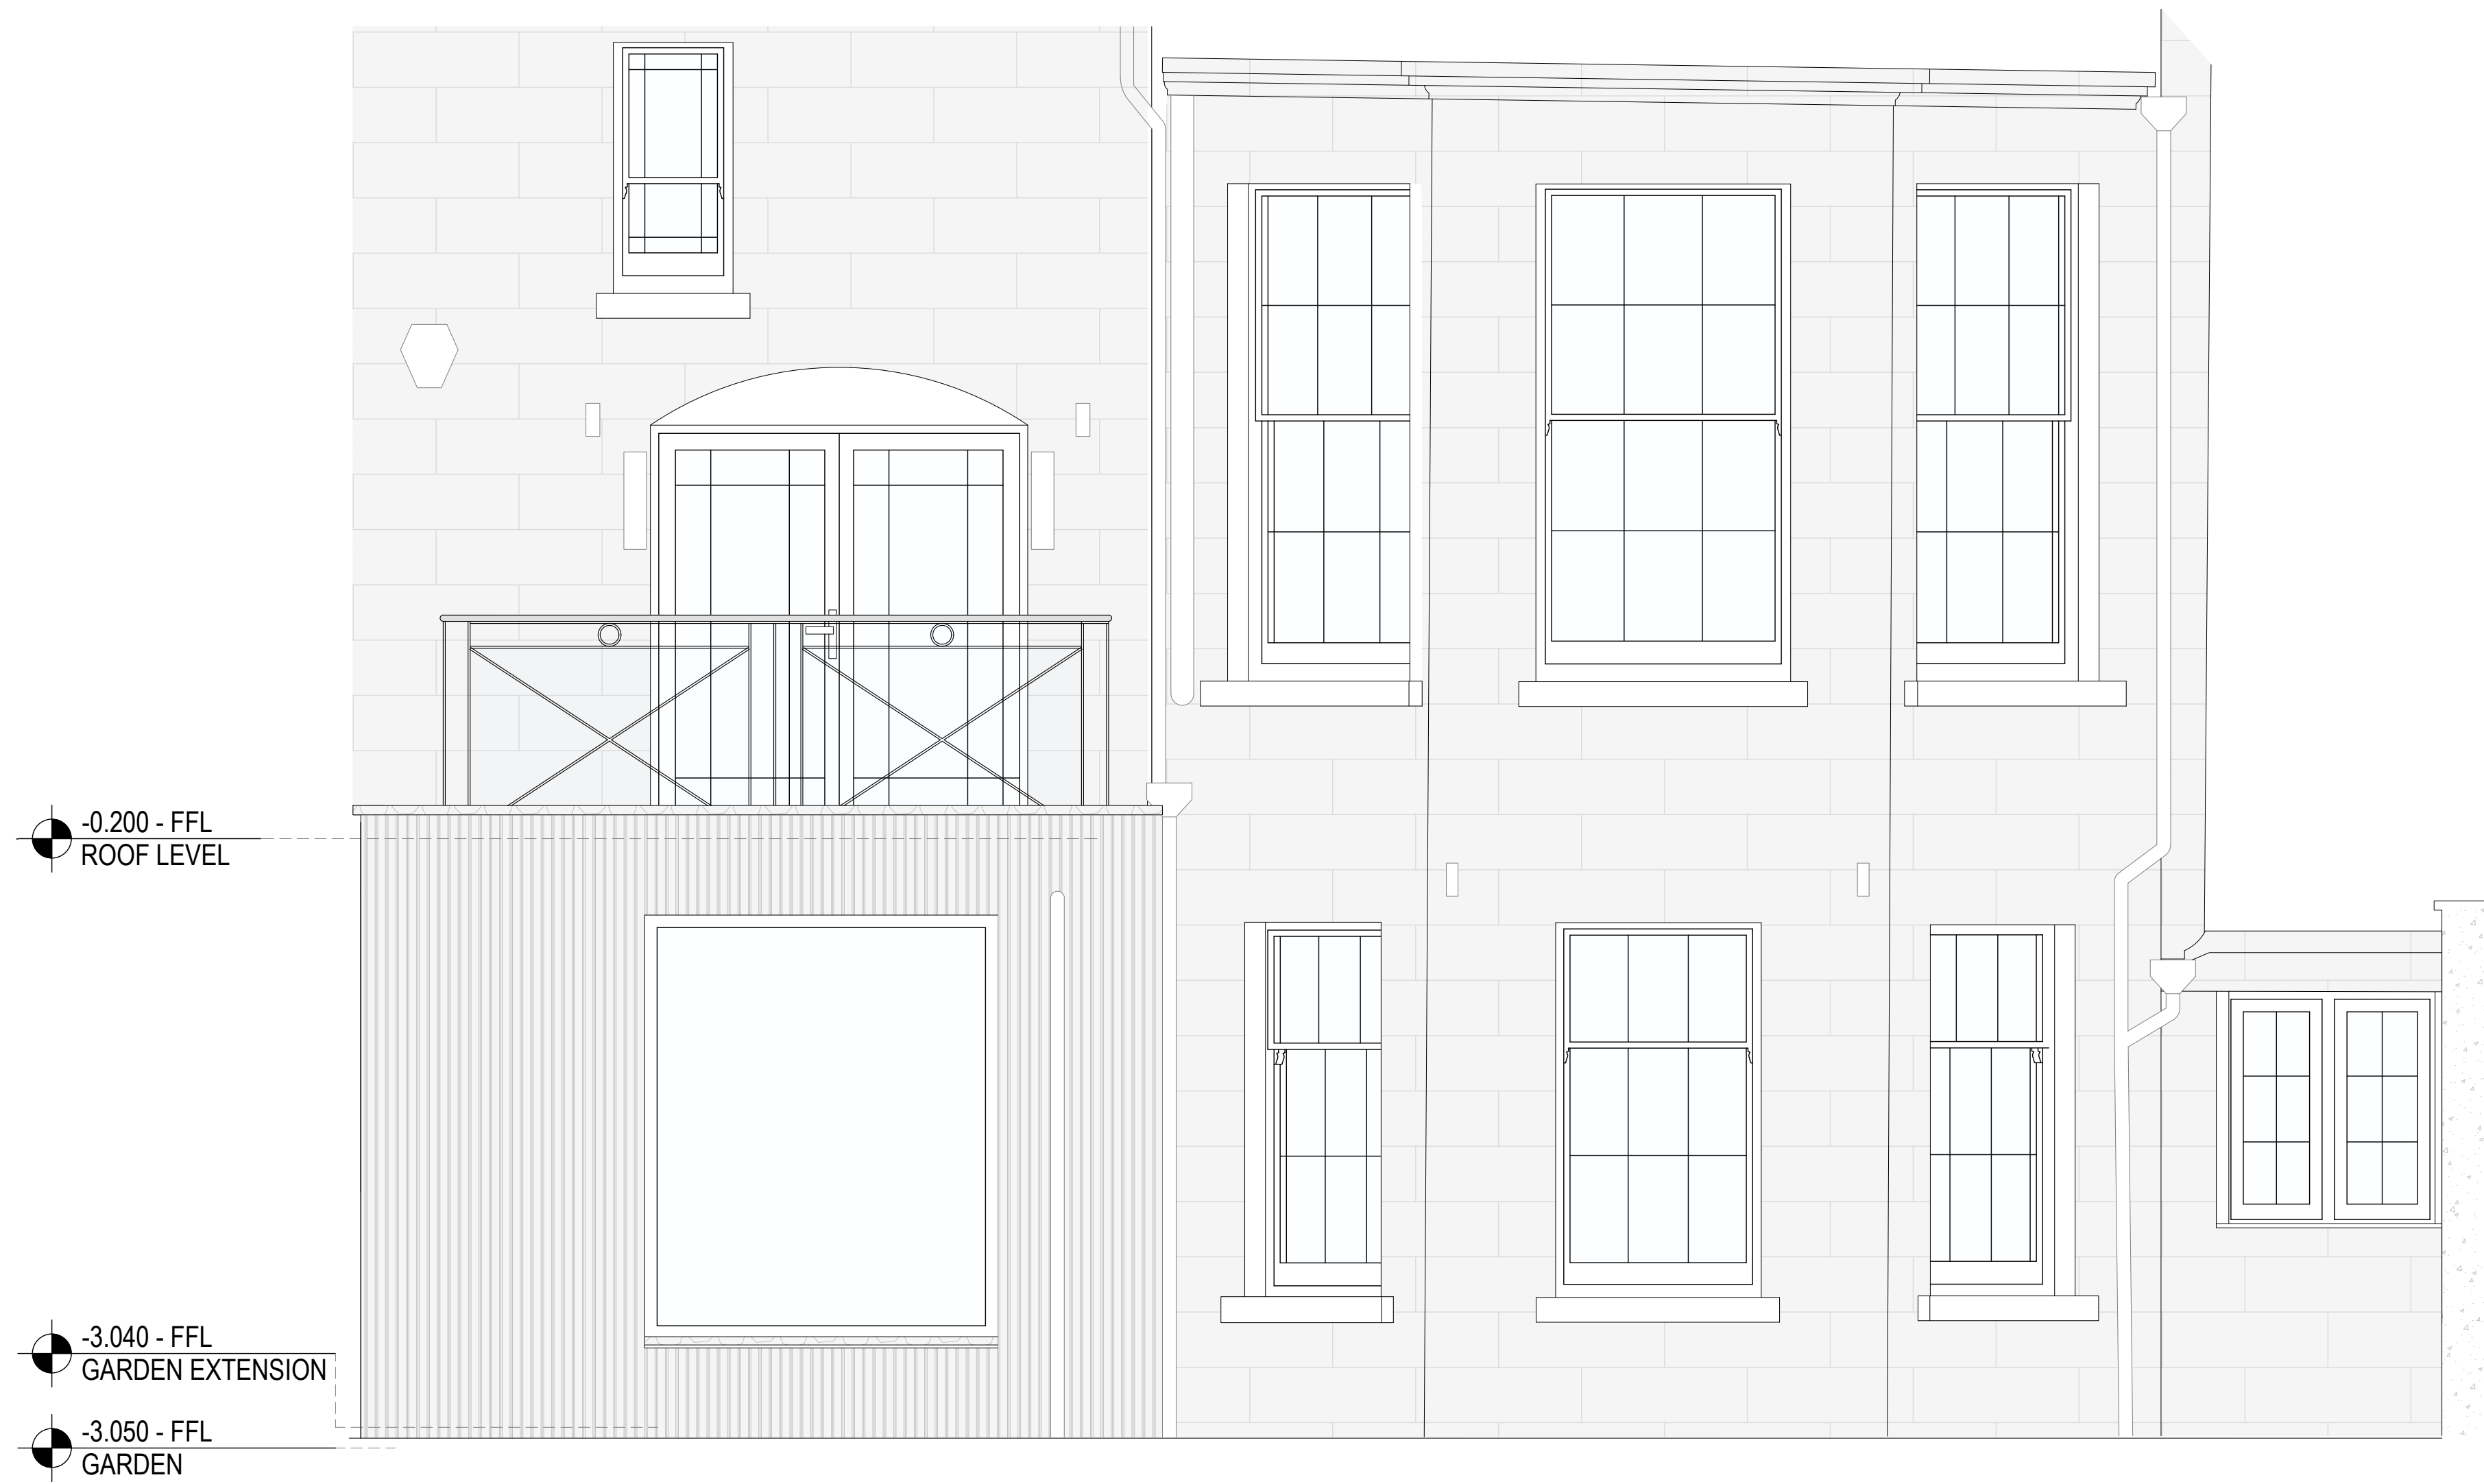 -0.200 - FFL
ROOF LEVEL
-3.040 - FFL
GARDEN EXTENSION
-3.050 - FFL
GARDEN